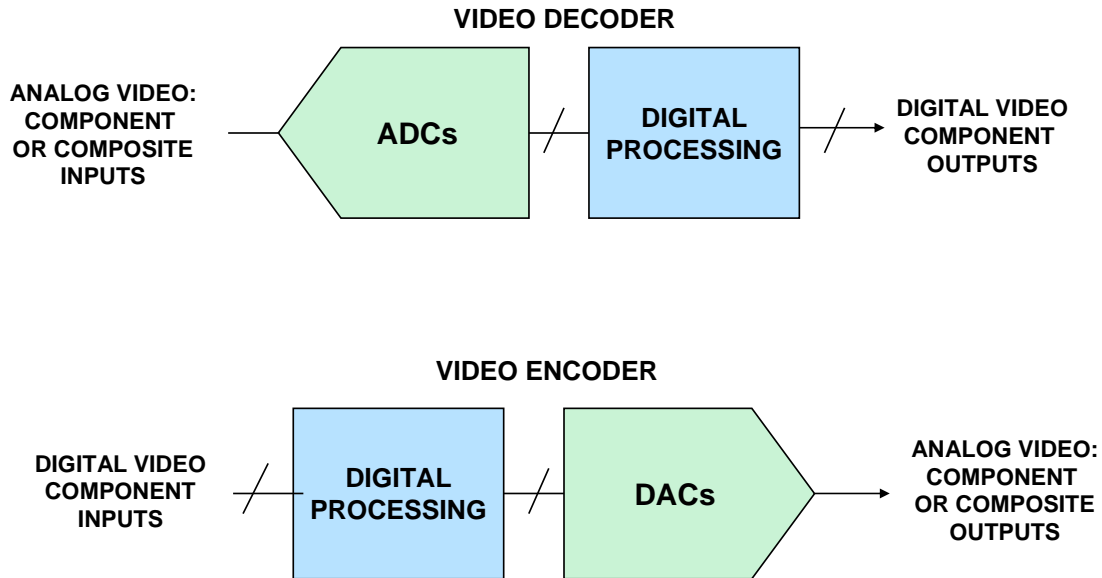 VIDEO DECODER
ANALOG VIDEO:
COMPONENT
OR COMPOSITE
INPUTS
ADCs
DIGITAL
PROCESSING
DIGITAL VIDEO
COMPONENT
OUTPUTS
VIDEO ENCODER
DIGITAL VIDEO
COMPONENT
INPUTS
DIGITAL
PROCESSING
DACs
ANALOG VIDEO:
COMPONENT
OR COMPOSITE
OUTPUTS